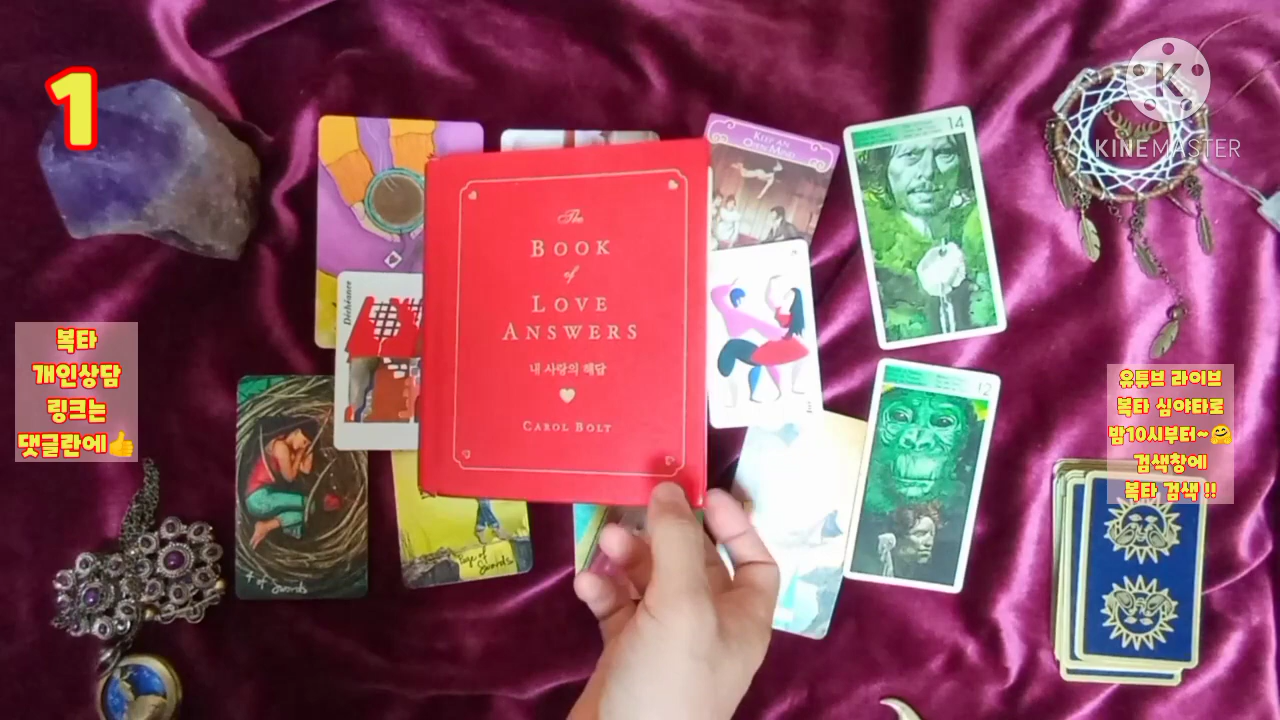 1
KINEMASTER
KEEP AN
OPEN MIND
14
The
BOOK
of
LOVE
ANSWERS
내 사랑의 해답
CAROL BOLT
Déchéance
복타
개인상담
링크는
댓글란에👍
유튜브 라이브
복타 심야타로
밤10시부터~🤗
검색창에
복타 검색 !!
12
4 of Swords
Page of
Swords